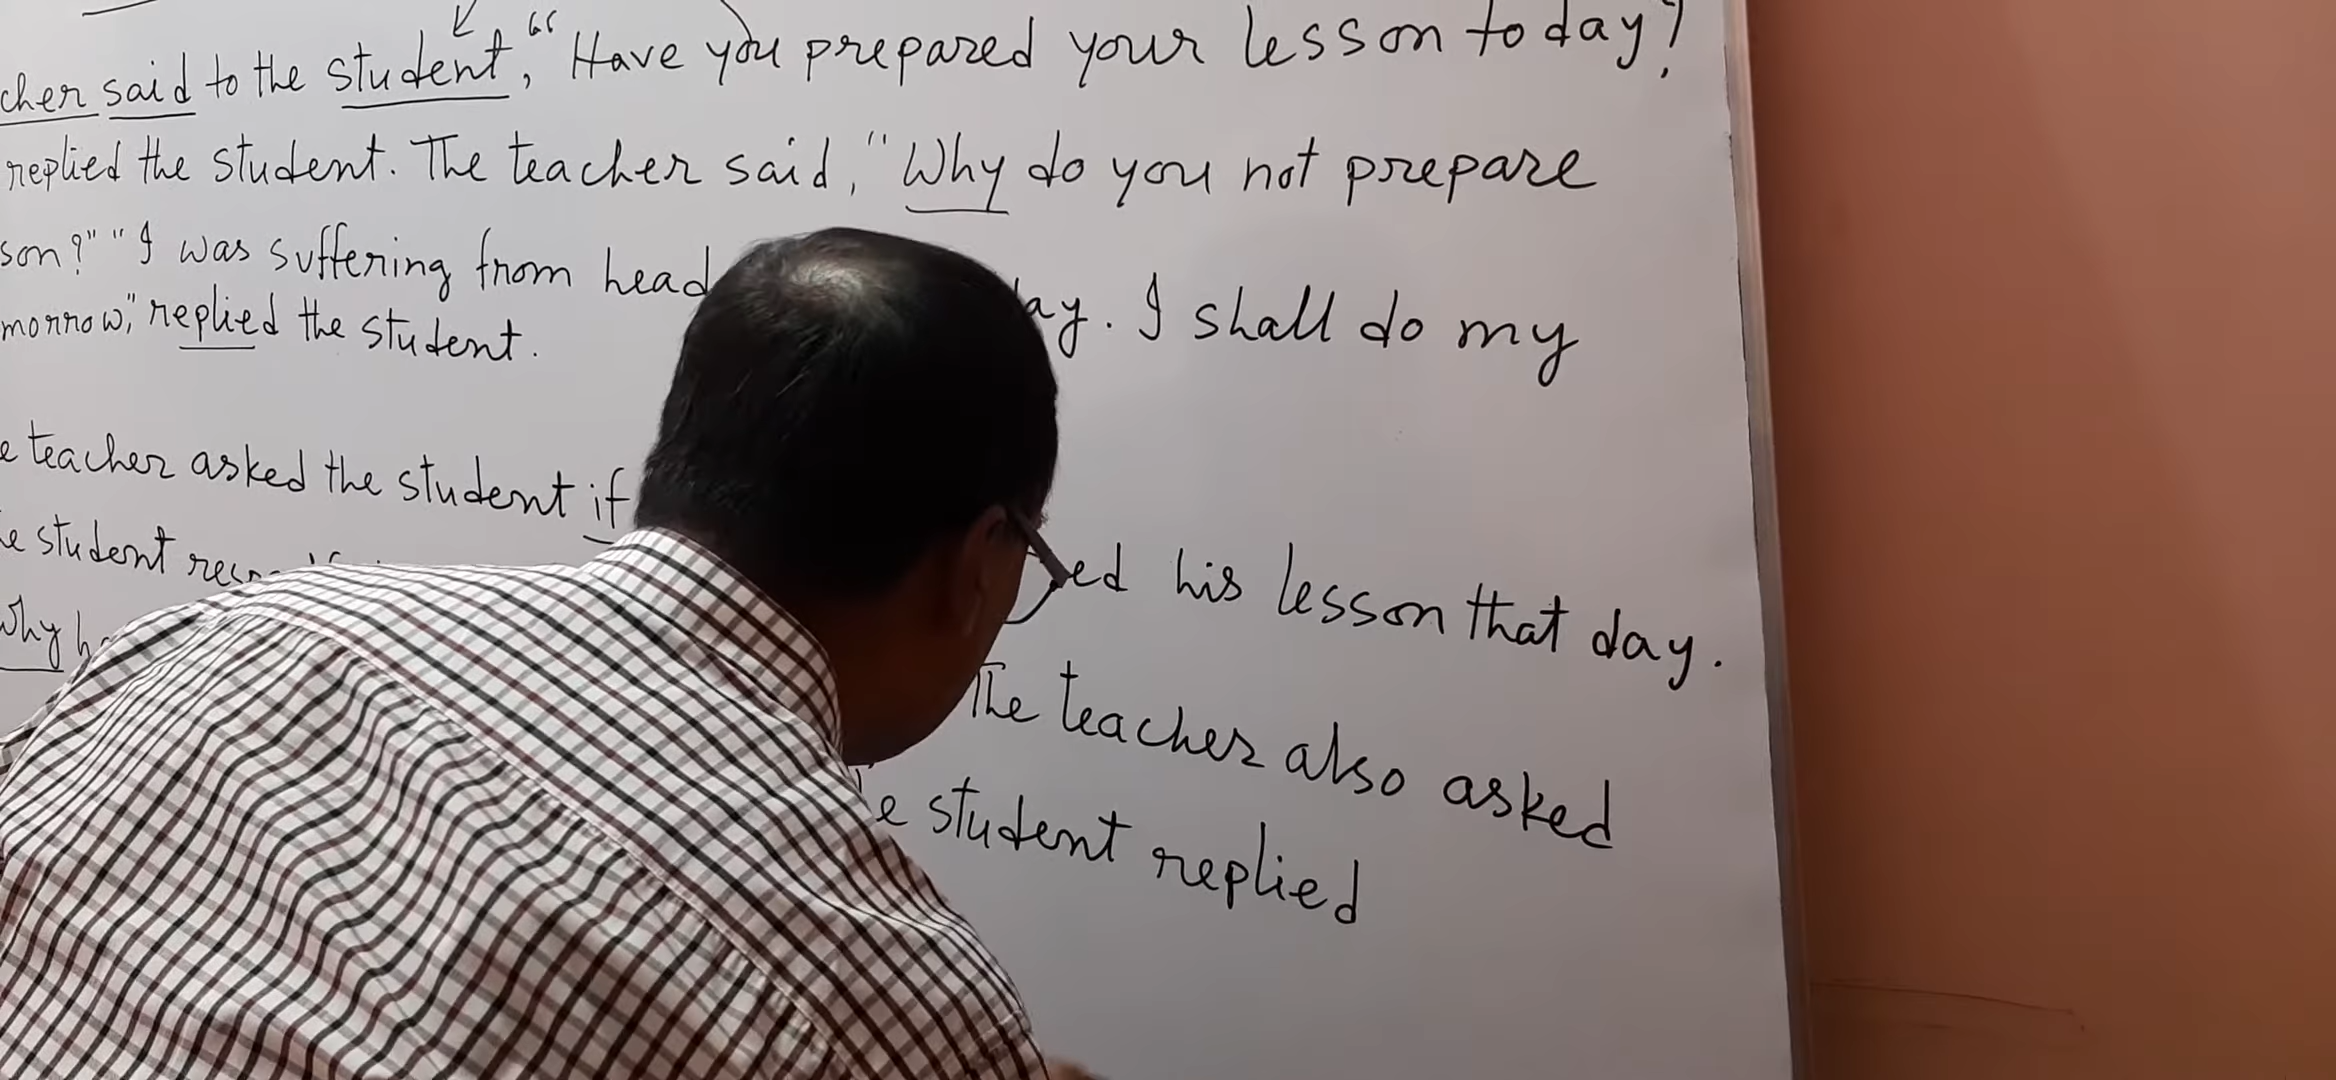 cher said to the student, "Have you prepared your lesson today?
replied the student. The teacher said, "Why do you not prepare
son?" "I was suffering from head ay. I shall do my
morrow," replied the student.
e teacher asked the student if ed his lesson that day.
e student The teacher also asked
Why h e student replied